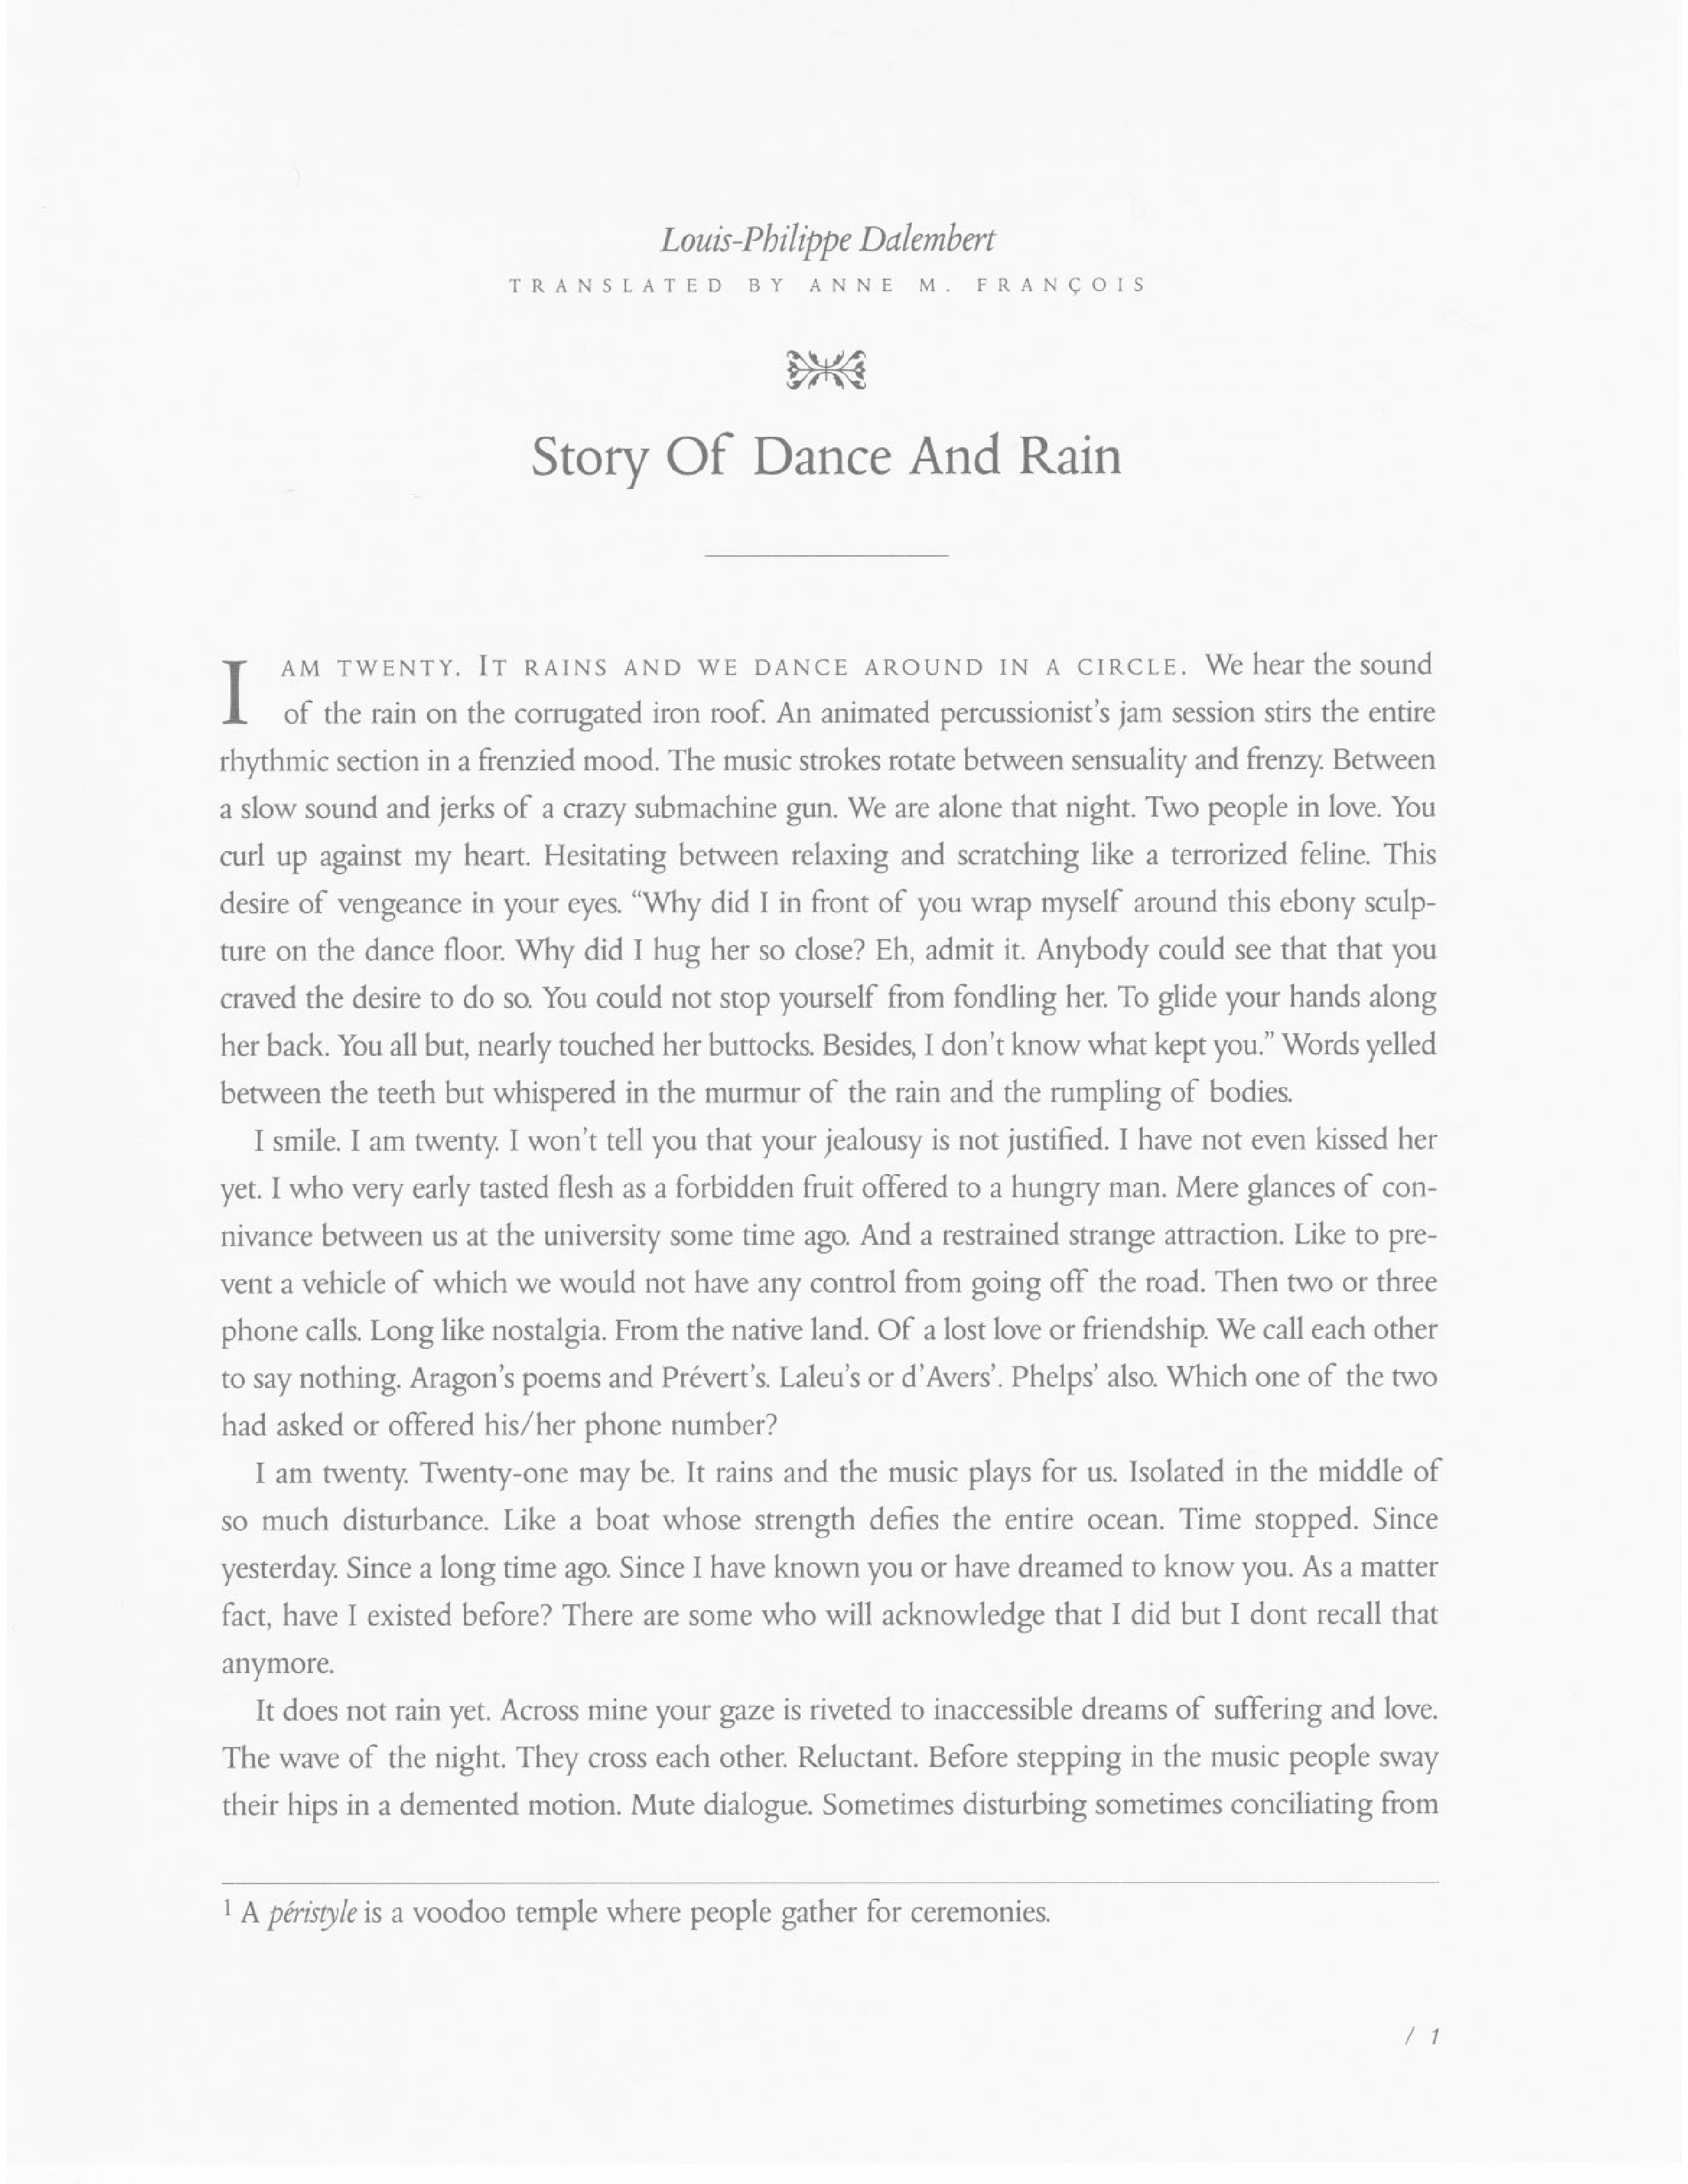 Louis-Philippe Dalembert
TRANSLATED BY ANNE M. FRANÇOIS
Story Of Dance And Rain
I AM TWENTY. IT RAINS AND WE DANCE AROUND IN A CIRCLE. We hear the sound
of the rain on the corrugated iron roof. An animated percussionist's jam session stirs the entire
rhythmic section in a frenzied mood. The music strokes rotate between sensuality and frenzy. Between
a slow sound and jerks of a crazy submachine gun. We are alone that night. Two people in love. You
curl up against my heart. Hesitating between relaxing and scratching like a terrorized feline. This
desire of vengeance in your eyes. “Why did I in front of you wrap myself around this ebony sculp-
ture on the dance floor. Why did I hug her so close? Eh, admit it. Anybody could see that that you
craved the desire to do so. You could not stop yourself from fondling her. To glide your hands along
her back. You all but, nearly touched her buttocks. Besides, I don't know what kept you.” Words yelled
between the teeth but whispered in the murmur of the rain and the rumpling of bodies.
I smile. I am twenty. I won't tell you that your jealousy is not justified. I have not even kissed her
yet. I who very early tasted flesh as a forbidden fruit offered to a hungry man. Mere glances of con-
nivance between us at the university some time ago. And a restrained strange attraction. Like to pre-
vent a vehicle of which we would not have any control from going off the road. Then two or three
phone calls. Long like nostalgia. From the native land. Of a lost love or friendship. We call each other
to say nothing. Aragon's poems and Prévert's. Laleu's or d'Avers'. Phelps' also. Which one of the two
had asked or offered his/her phone number?
I am twenty. Twenty-one may be. It rains and the music plays for us. Isolated in the middle of
so much disturbance. Like a boat whose strength defies the entire ocean. Time stopped. Since
yesterday. Since a long time ago. Since I have known you or have dreamed to know you. As a matter
fact, have I existed before? There are some who will acknowledge that I did but I dont recall that
anymore.
It does not rain yet. Across mine your gaze is riveted to inaccessible dreams of suffering and love.
The wave of the night. They cross each other. Reluctant. Before stepping in the music people sway
their hips in a demented motion. Mute dialogue. Sometimes disturbing sometimes conciliating from
1 A péristyle is a voodoo temple where people gather for ceremonies.
/ 1